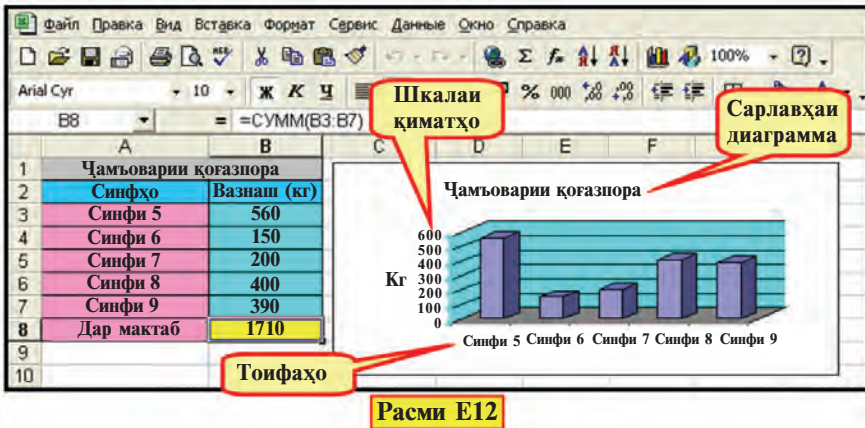 Файл Правка Вид Вставка Формат Сервис Данные Окно Справка
100%
Arial Cyr 10 Ж К Ч % 000
B8 = =СУММ(B3:B7)
Шкалаи
қиматҳо
Сарлавҳаи
диаграмма
A B C D E F
1 Ҷамъоварии қоғазпора
2 Синфҳо Вазнаш (кг)
3 Синфи 5 560
4 Синфи 6 150
5 Синфи 7 200
6 Синфи 8 400
7 Синфи 9 390
8 Дар мактаб 1710
9
10
Ҷамъоварии қоғазпора
Кг
600
500
400
300
200
100
0
Синфи 5 Синфи 6 Синфи 7 Синфи 8 Синфи 9
Тоифаҳо
Расми Е12